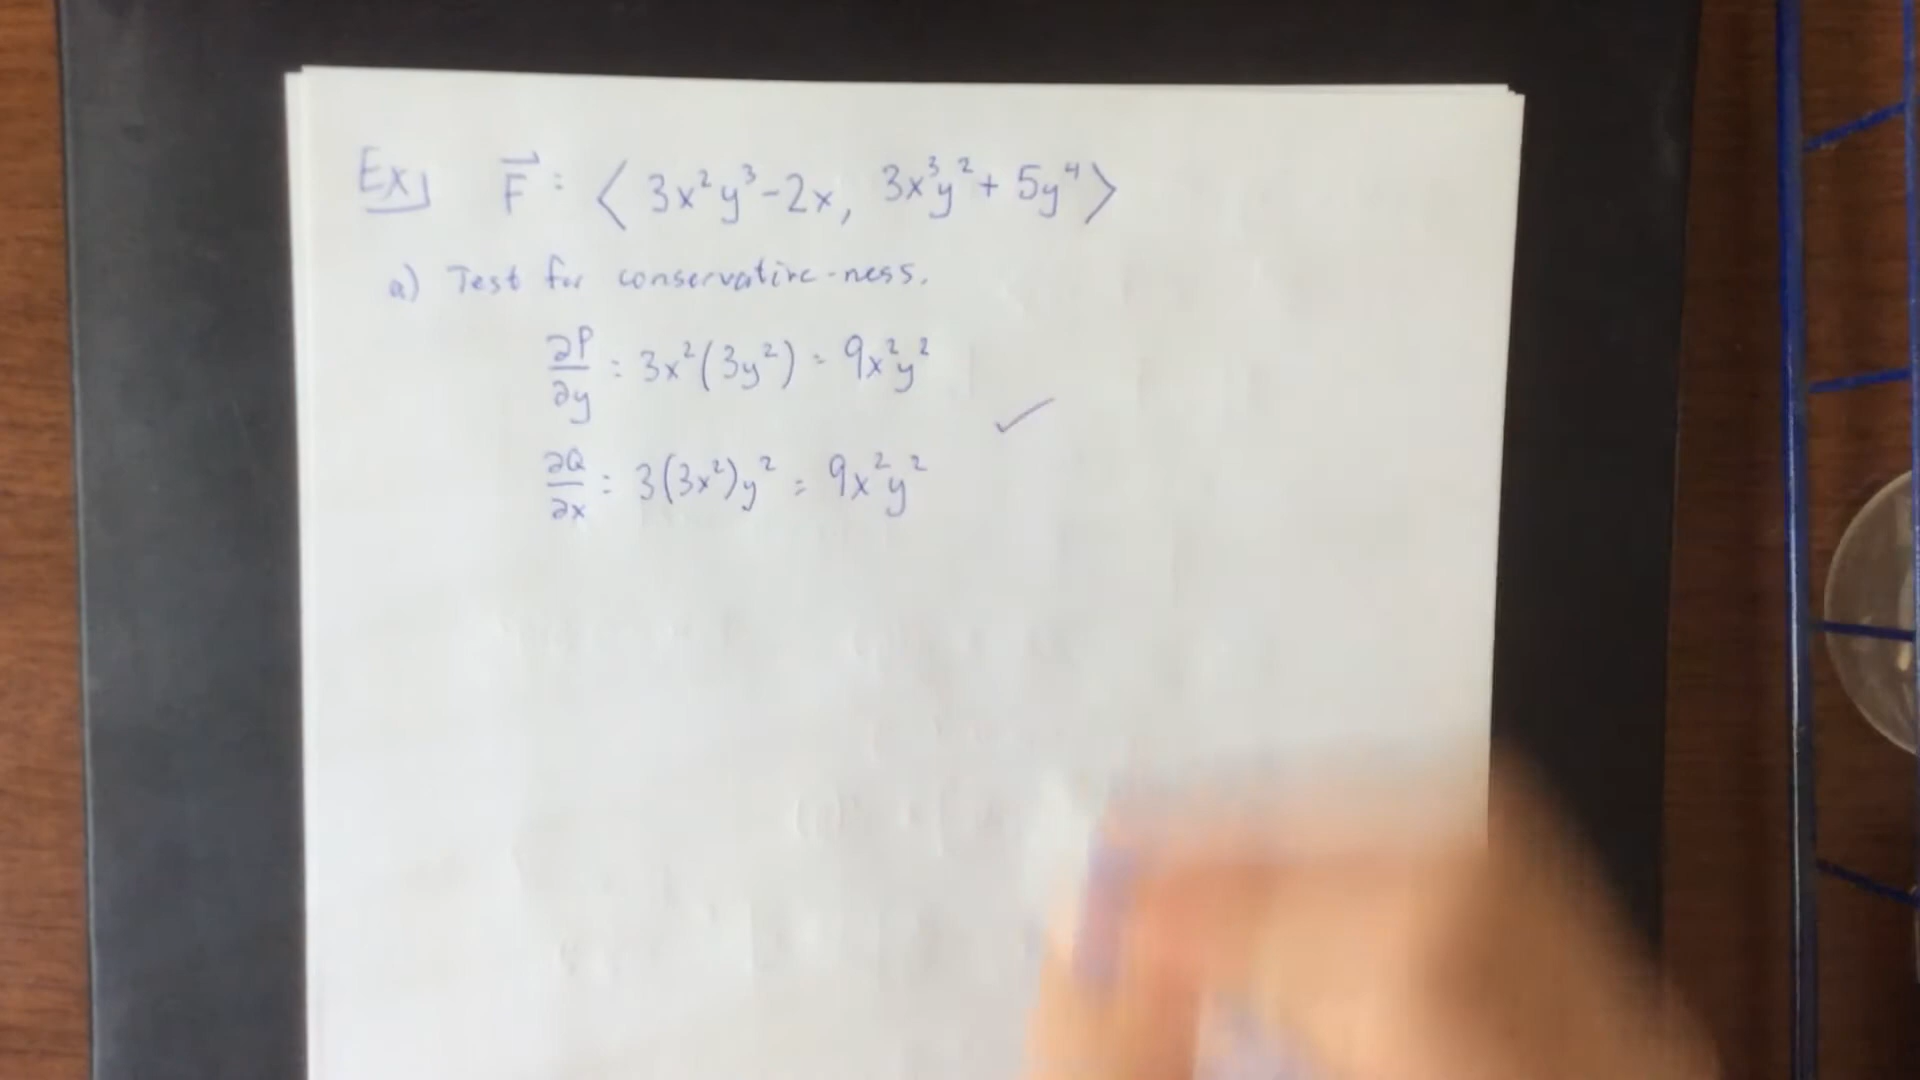 Ex] F⃗ = ⟨ 3x²y³-2x, 3x³y² + 5y⁴ ⟩
a) Test for conservative-ness.
∂P/∂y = 3x²(3y²) = 9x²y²
✓
∂Q/∂x = 3(3x²)y² = 9x²y²